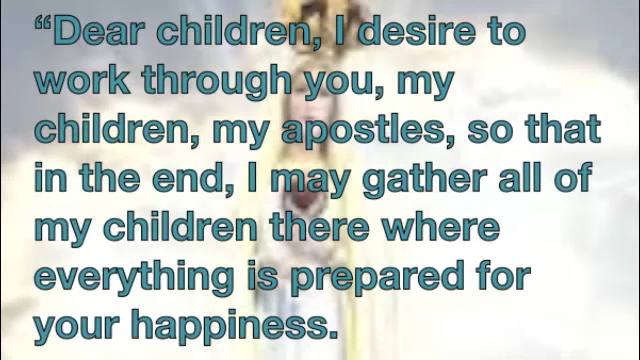 “Dear children, I desire to
work through you, my
children, my apostles, so that
in the end, I may gather all of
my children there where
everything is prepared for
your happiness.